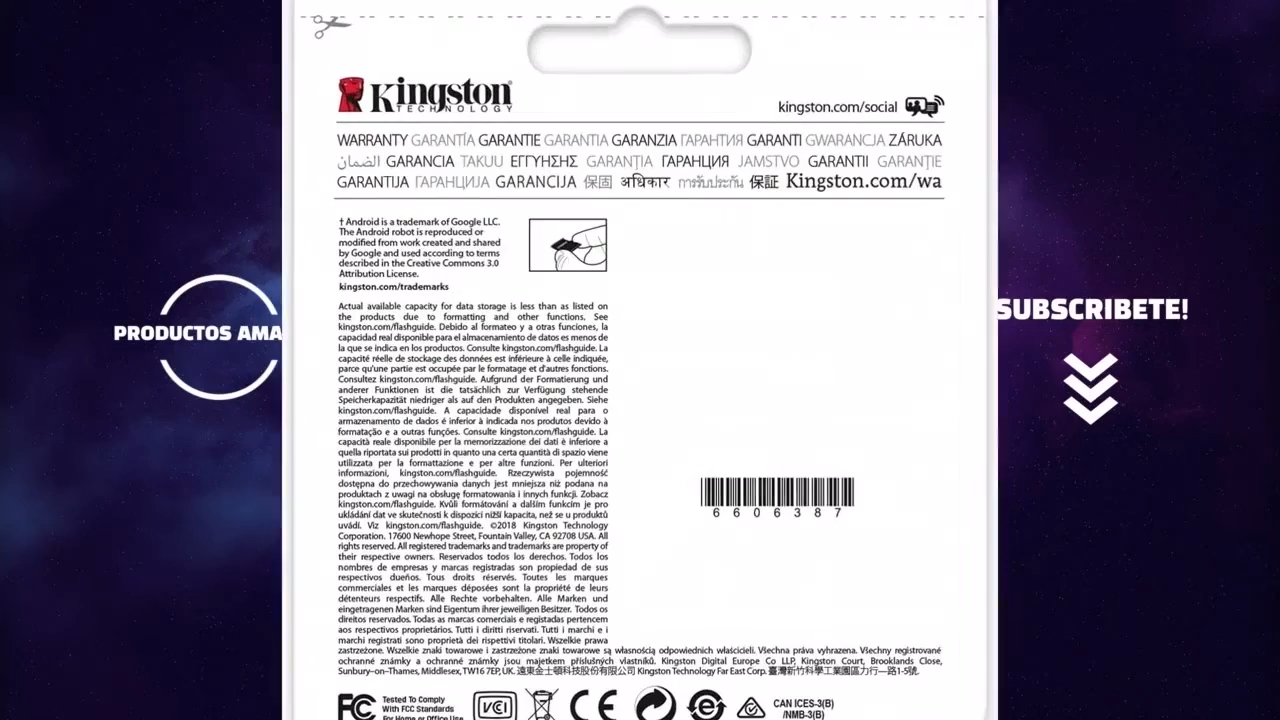 Kingston
TECHNOLOGY
kingston.com/social
WARRANTY GARANTÍA GARANTIE GARANTIA GARANZIA ГАРАНТИЯ GARANTI GWARANCJA ZÁRUKA
الضمان GARANCIA TAKUU ΕΓΓΥΗΣΗΣ GARANȚIA ГАРАНЦИЯ JAMSTVO GARANTII GARANȚIE
GARANTIJA ГАРАНЦИЈА GARANCIJA 保固 अधिकार การรับประกัน 保証 Kingston.com/wa
† Android is a trademark of Google LLC.
The Android robot is reproduced or
modified from work created and shared
by Google and used according to terms
described in the Creative Commons 3.0
Attribution License.
kingston.com/trademarks
Actual available capacity for data storage is less than as listed on
the products due to formatting and other functions. See
kingston.com/flashguide. Debido al formateo y a otras funciones, la
capacidad real disponible para el almacenamiento de datos es menos de
la que se indica en los productos. Consulte kingston.com/flashguide. La
capacité réelle de stockage des données est inférieure à celle indiquée,
parce qu'une partie est occupée par le formatage et d'autres fonctions.
Consultez kingston.com/flashguide. Aufgrund der Formatierung und
anderer Funktionen ist die tatsächlich zur Verfügung stehende
Speicherkapazität niedriger als auf den Produkten angegeben. Siehe
kingston.com/flashguide. A capacidade disponível real para o
armazenamento de dados é inferior à indicada nos produtos devido à
formatação e a outras funções. Consulte kingston.com/flashguide. La
capacità reale disponibile per la memorizzazione dei dati è inferiore a
quella riportata sui prodotti in quanto una certa quantità di spazio viene
utilizzata per la formattazione e per altre funzioni. Per ulteriori
informazioni, kingston.com/flashguide. Rzeczywista pojemność
dostępna do przechowywania danych jest mniejsza niż podana na
produktach z uwagi na obsługę formatowania i innych funkcji. Zobacz
kingston.com/flashguide. Kvůli formátování a dalším funkcím je pro
ukládání dat ve skutečnosti k dispozici nižší kapacita, než se u produktů
uvádí. Viz kingston.com/flashguide. ©2018 Kingston Technology
Corporation. 17600 Newhope Street, Fountain Valley, CA 92708 USA. All
rights reserved. All registered trademarks and trademarks are property of
their respective owners. Reservados todos los derechos. Todos los
nombres de empresas y marcas registradas son propiedad de sus
respectivos dueños. Tous droits réservés. Toutes les marques
commerciales et les marques déposées sont la propriété de leurs
détenteurs respectifs. Alle Rechte vorbehalten. Alle Marken und
eingetragenen Marken sind Eigentum ihrer jeweiligen Besitzer. Todos os
direitos reservados. Todas as marcas comerciais e registadas pertencem
aos respectivos proprietários. Tutti i diritti riservati. Tutti i marchi e i
marchi registrati sono proprietà dei rispettivi titolari. Wszelkie prawa
zastrzeżone. Wszelkie znaki towarowe i zastrzeżone znaki towarowe są własnością odpowiednich właścicieli. Všechna práva vyhrazena. Všechny registrované
ochranné známky a ochranné známky jsou majetkem příslušných vlastníků. Kingston Digital Europe Co LLP, Kingston Court, Brooklands Close,
Sunbury-on-Thames, Middlesex, TW16 7EP, UK. 遠東金士頓科技股份有限公司 Kingston Technology Far East Corp. 臺灣新竹科學工業園區力行一路1-5號.
6606387
FC
Tested To Comply
With FCC Standards
For Home or Office Use
VCI
CE
CAN ICES-3(B)
/NMB-3(B)
PRODUCTOS AMA
SUBSCRIBETE!